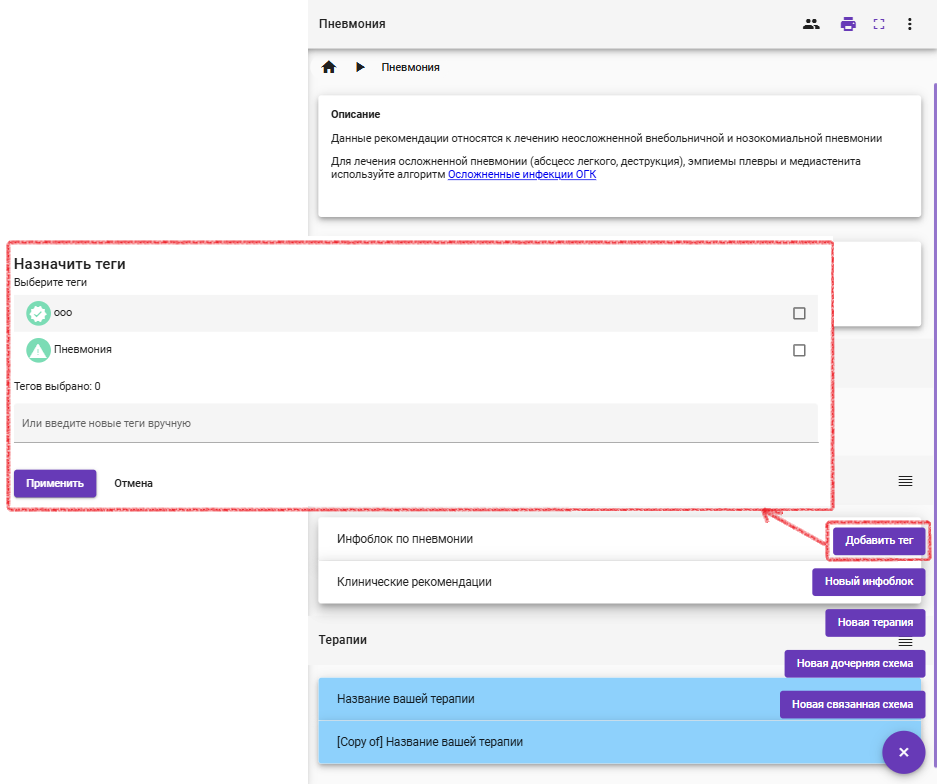 Пневмония
Пневмония
Описание
Данные рекомендации относятся к лечению неосложненной внебольничной и нозокомиальной пневмонии
Для лечения осложненной пневмонии (абсцесс легкого, деструкция), эмпиемы плевры и медиастенита
используйте алгоритм Осложненные инфекции ОГК
Назначить теги
Выберите теги
ооо
Пневмония
Тегов выбрано: 0
Или введите новые теги вручную
Применить
Отмена
Инфоблок по пневмонии
Добавить тег
Клинические рекомендации
Новый инфоблок
Новая терапия
Терапии
Новая дочерняя схема
Название вашей терапии
Новая связанная схема
[Copy of] Название вашей терапии